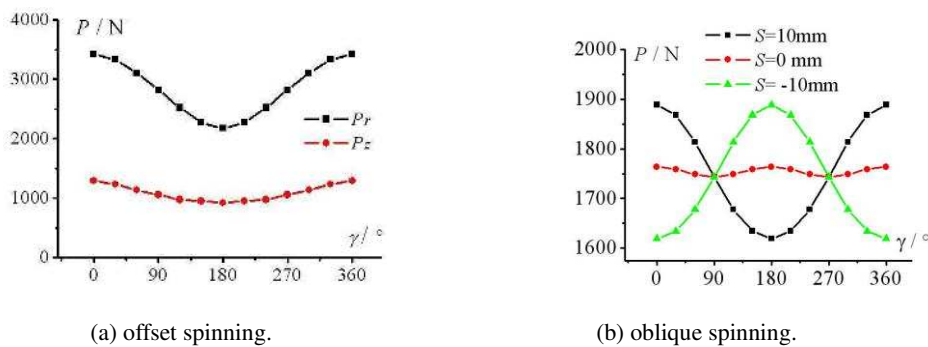 4000
P / N
3000
2000
1000
0
Pr
Pz
γ / °
0 90 180 270 360
(a) offset spinning.
S=10mm
S=0 mm
S= -10mm
2000
P / N
1900
1800
1700
1600
γ / °
0 90 180 270 360
(b) oblique spinning.